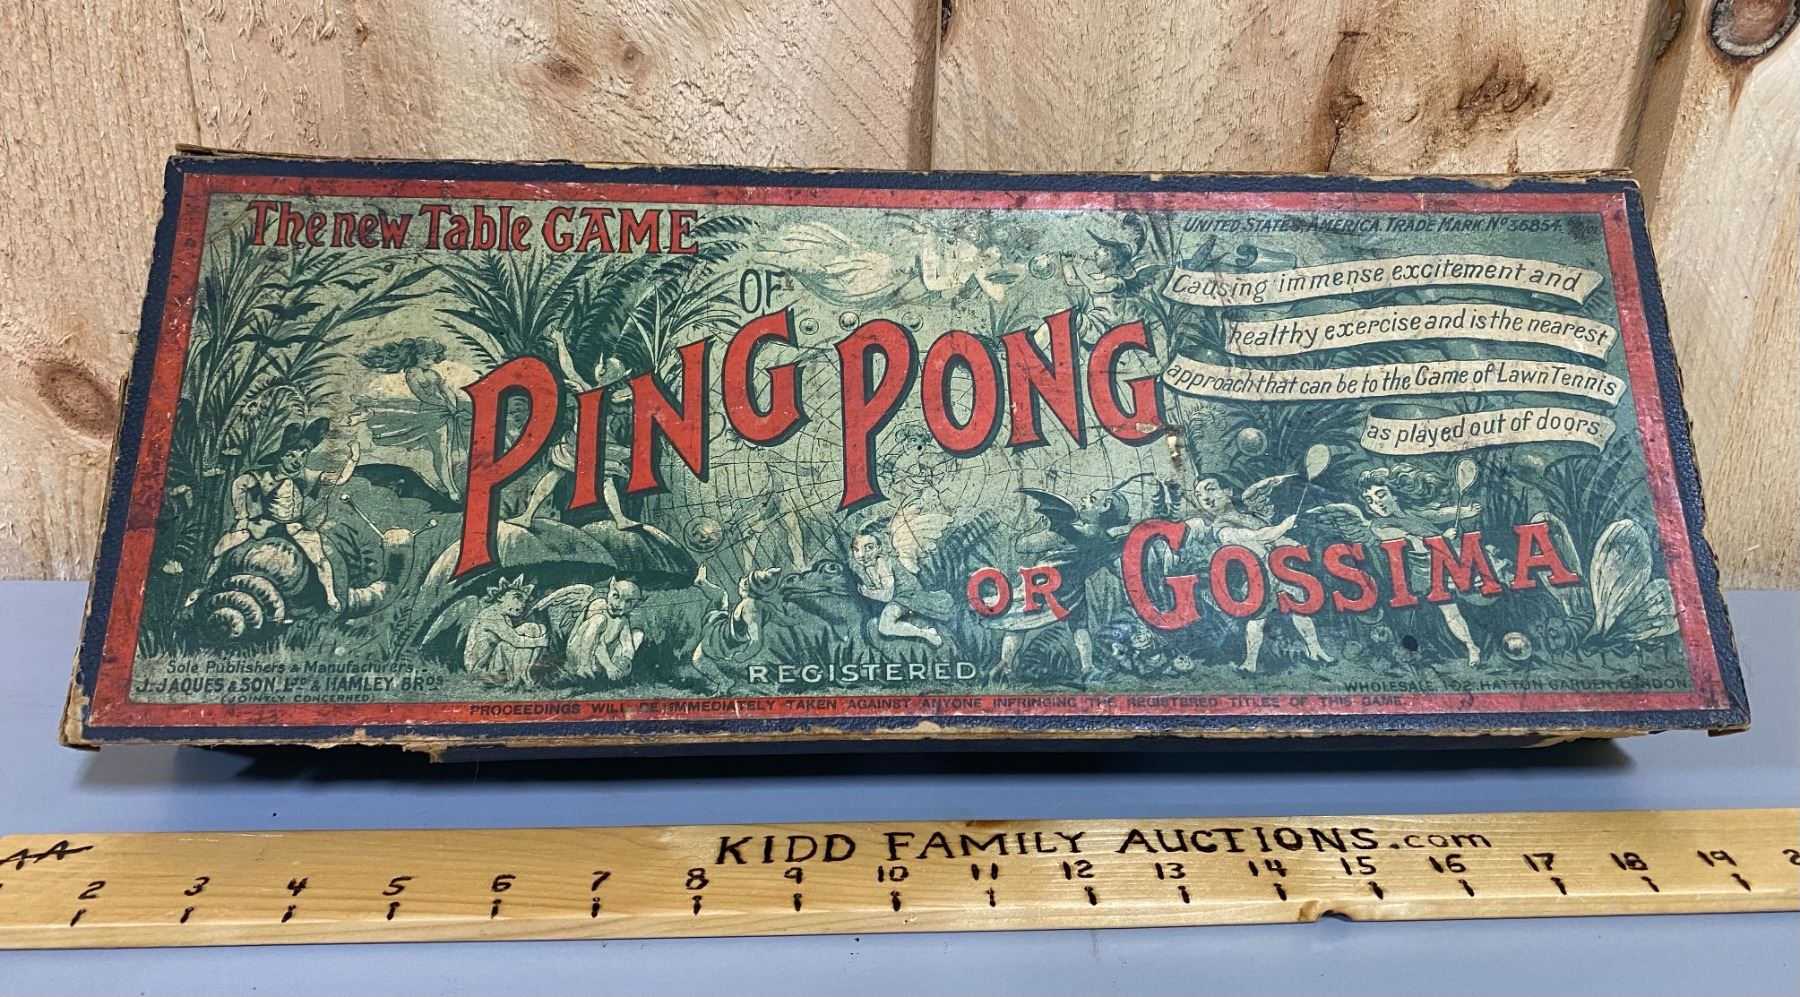 The new Table GAME
OF
PING PONG
OR GOSSIMA
UNITED STATES AMERICA TRADE MARK Nº 36854.
Causing immense excitement and
healthy exercise and is the nearest
approach that can be to the Game of Lawn Tennis
as played out of doors.
Sole Publishers & Manufacturers,-
J. JAQUES & SON, LTD & HAMLEY BROS
(JOINTLY CONCERNED)
REGISTERED
WHOLESALE 102 HATTON GARDEN, LONDON
PROCEEDINGS WILL BE IMMEDIATELY TAKEN AGAINST ANYONE INFRINGING THE REGISTERED TITLES OF THIS GAME.
KIDD FAMILY AUCTIONS.com
2 3 4 5 6 7 8 9 10 11 12 13 14 15 16 17 18 19